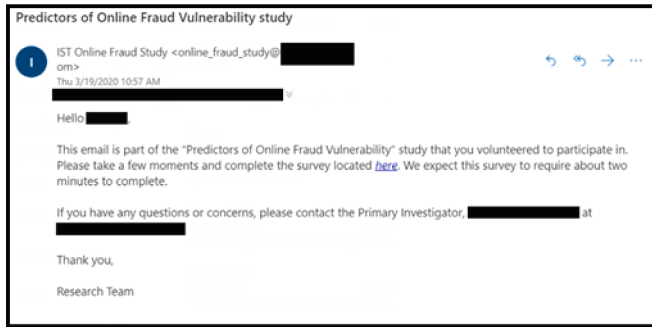 Predictors of Online Fraud Vulnerability study
I
IST Online Fraud Study <online_fraud_study@
om>
Thu 3/19/2020 10:57 AM
Hello ,
This email is part of the "Predictors of Online Fraud Vulnerability" study that you volunteered to participate in.
Please take a few moments and complete the survey located here. We expect this survey to require about two
minutes to complete.
If you have any questions or concerns, please contact the Primary Investigator, at
Thank you,
Research Team